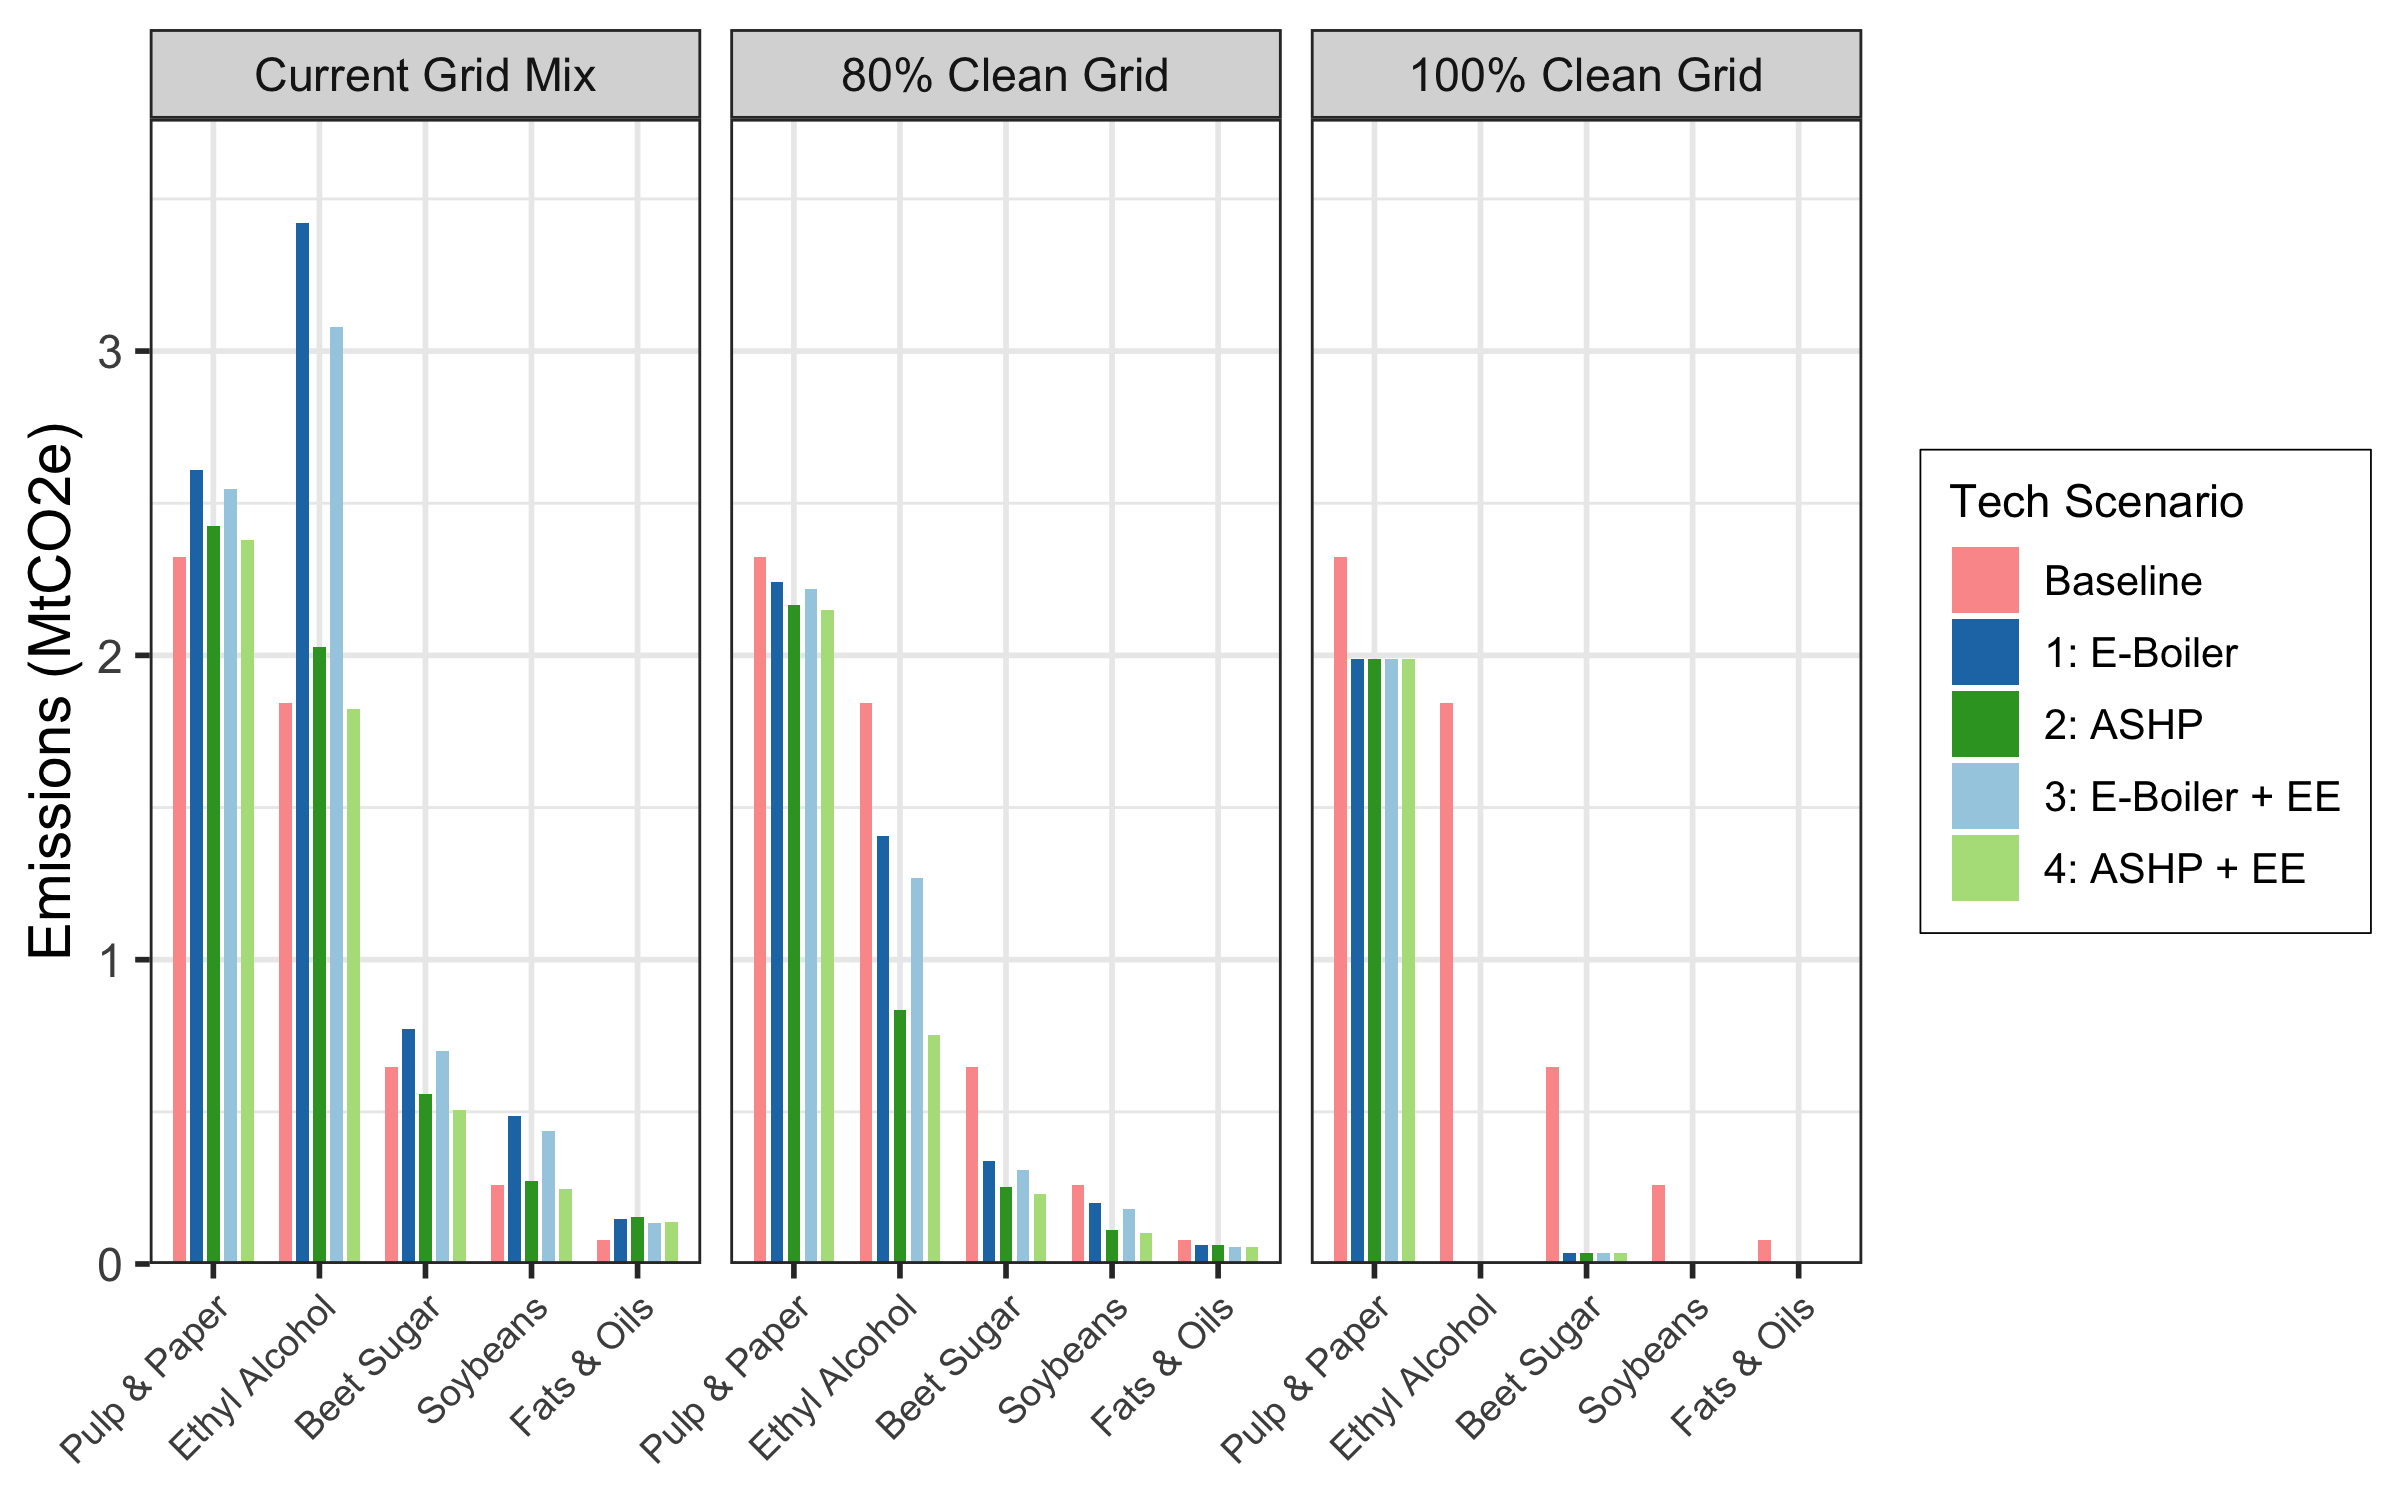 Current Grid Mix
80% Clean Grid
100% Clean Grid
Emissions (MtCO2e)
3
2
1
0
Pulp & Paper
Ethyl Alcohol
Beet Sugar
Soybeans
Fats & Oils
Pulp & Paper
Ethyl Alcohol
Beet Sugar
Soybeans
Fats & Oils
Pulp & Paper
Ethyl Alcohol
Beet Sugar
Soybeans
Fats & Oils
Tech Scenario
Baseline
1: E-Boiler
2: ASHP
3: E-Boiler + EE
4: ASHP + EE